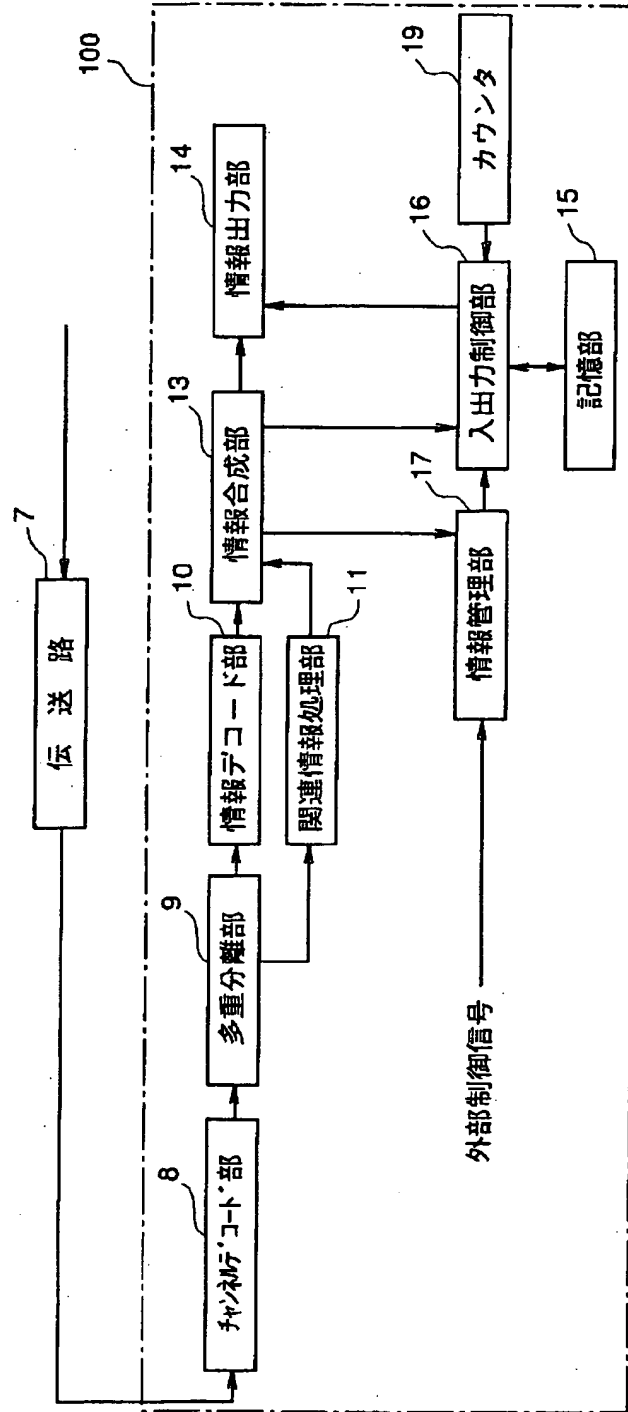 7
伝送路
100
8
チャンネルデコード部
9
多重分離部
10
情報デコード部
11
関連情報処理部
13
情報合成部
14
情報出力部
外部制御信号
17
情報管理部
16
入出力制御部
19
カウンタ
15
記憶部